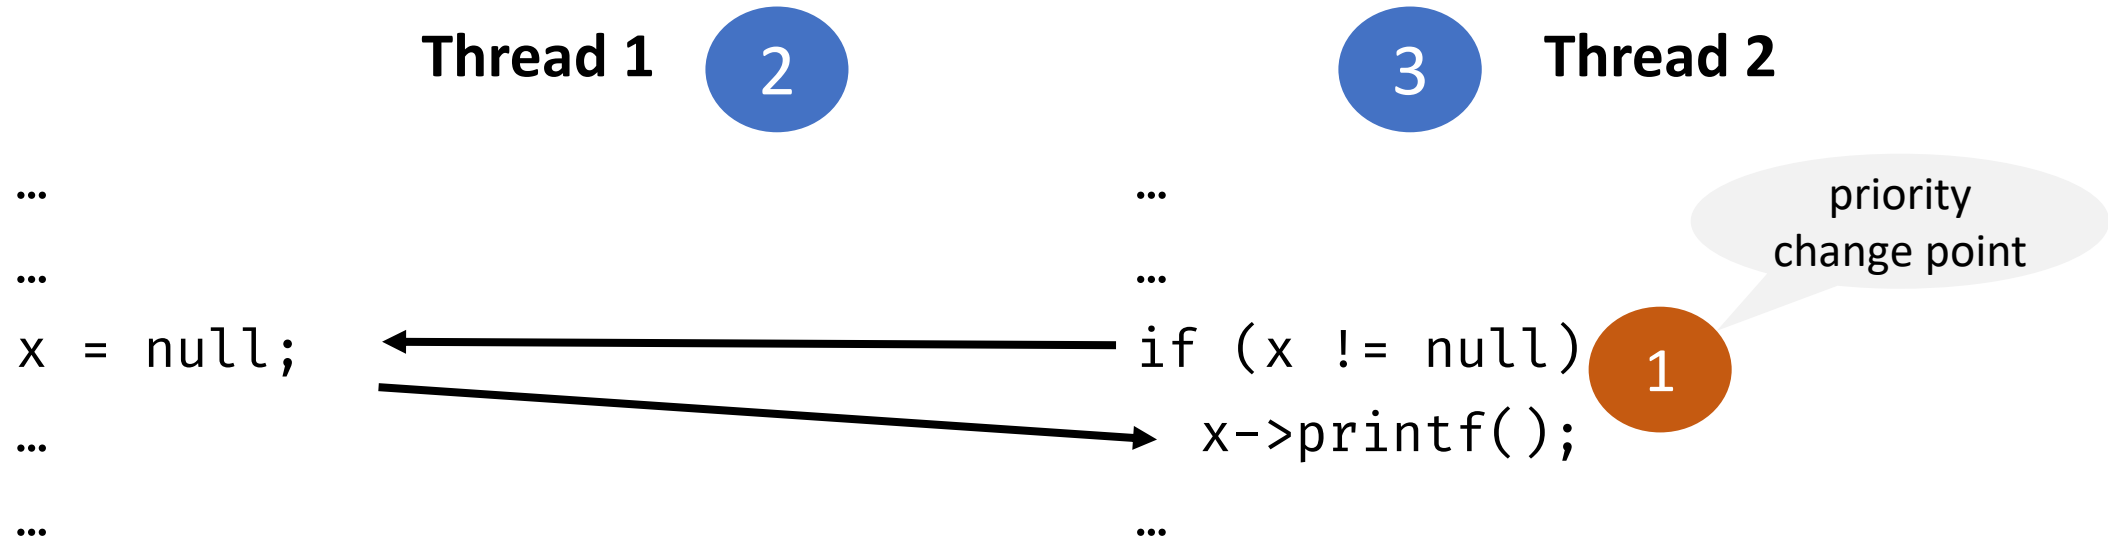 Thread 1 2 3 Thread 2
… …
… …
priority
change point
x = null; if (x != null) 1
… x->printf();
… …